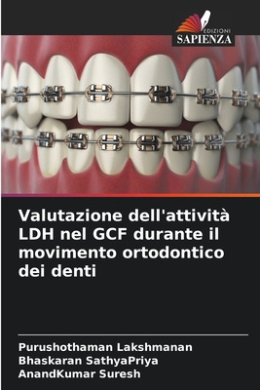 EDIZIONI
SAPIENZA
Valutazione dell'attività
LDH nel GCF durante il
movimento ortodontico
dei denti
Purushothaman Lakshmanan
Bhaskaran SathyaPriya
AnandKumar Suresh